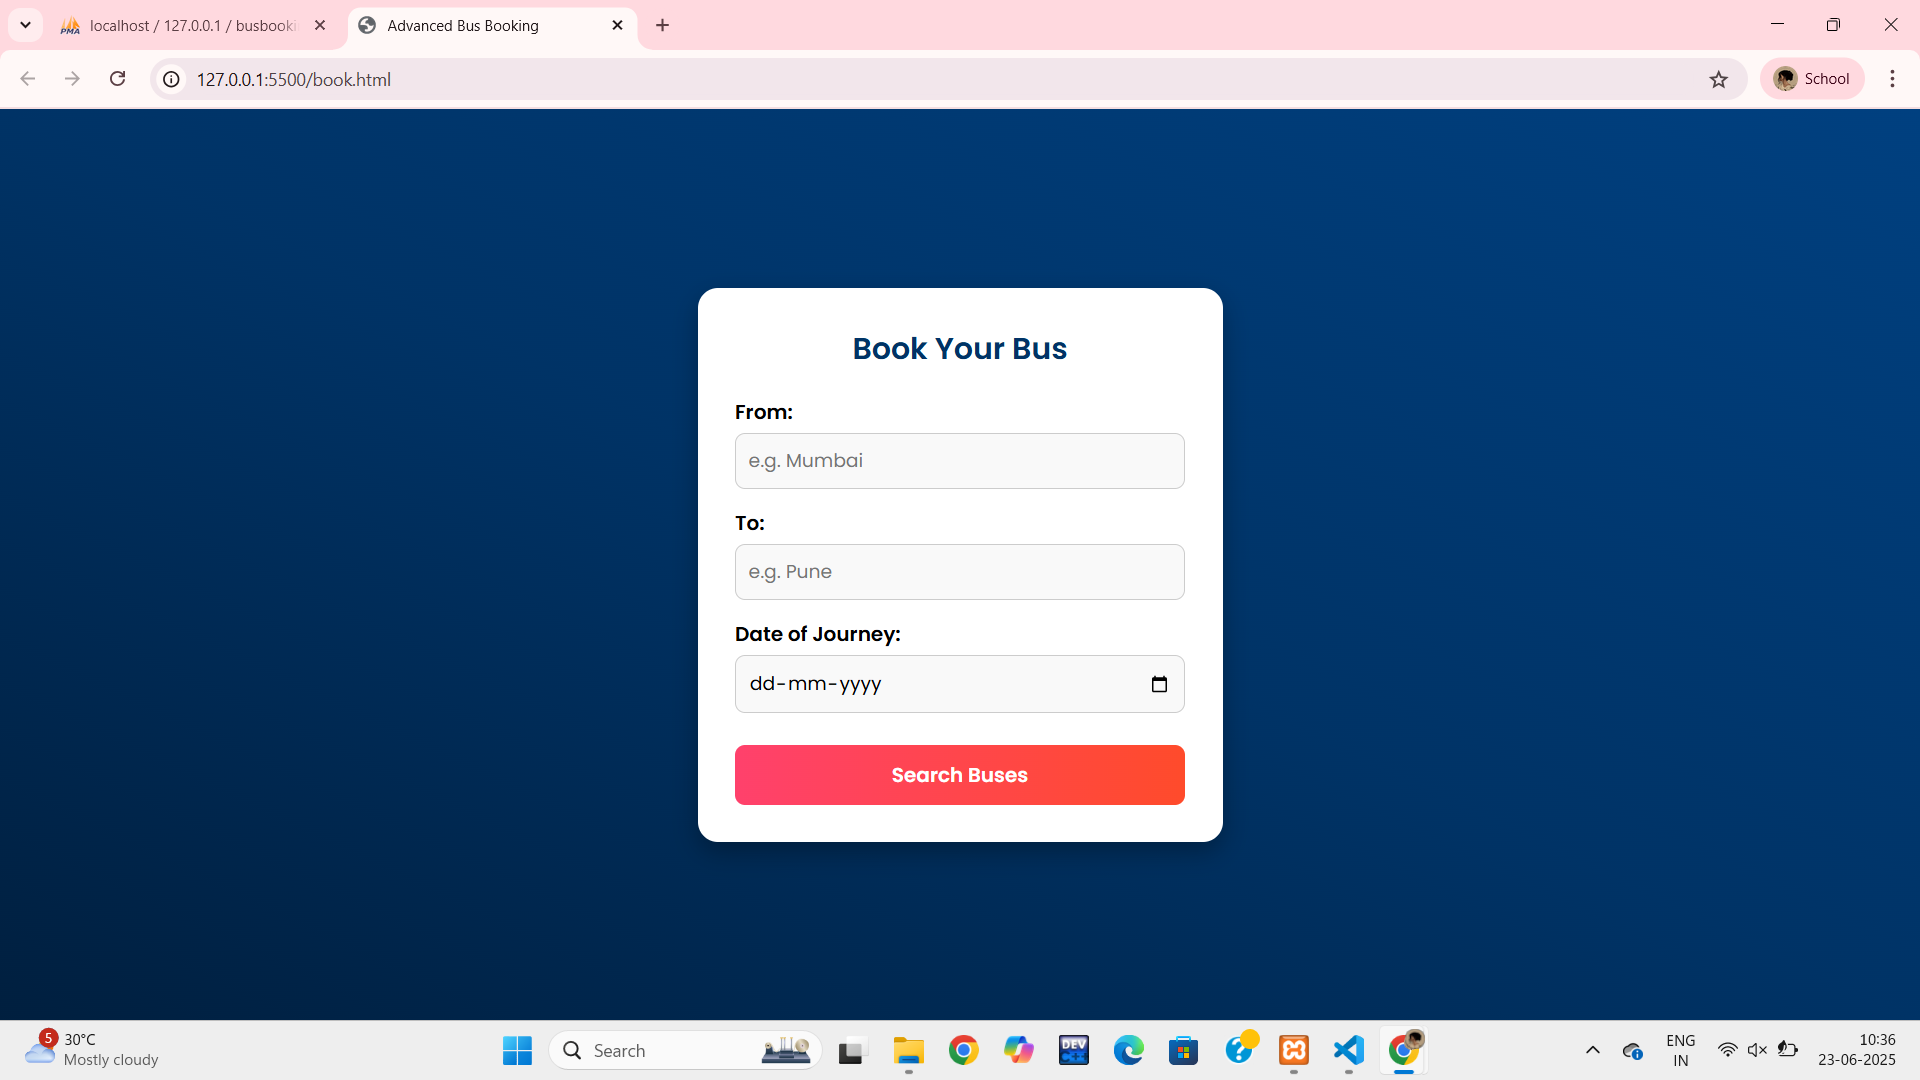 localhost / 127.0.0.1 / busbooki
Advanced Bus Booking
127.0.0.1:5500/book.html
School
Book Your Bus
From:
e.g. Mumbai
To:
e.g. Pune
Date of Journey:
dd-mm-yyyy
Search Buses
5
30°C
Mostly cloudy
Search
DEV
C++
ENG
IN
10:36
23-06-2025
PMA